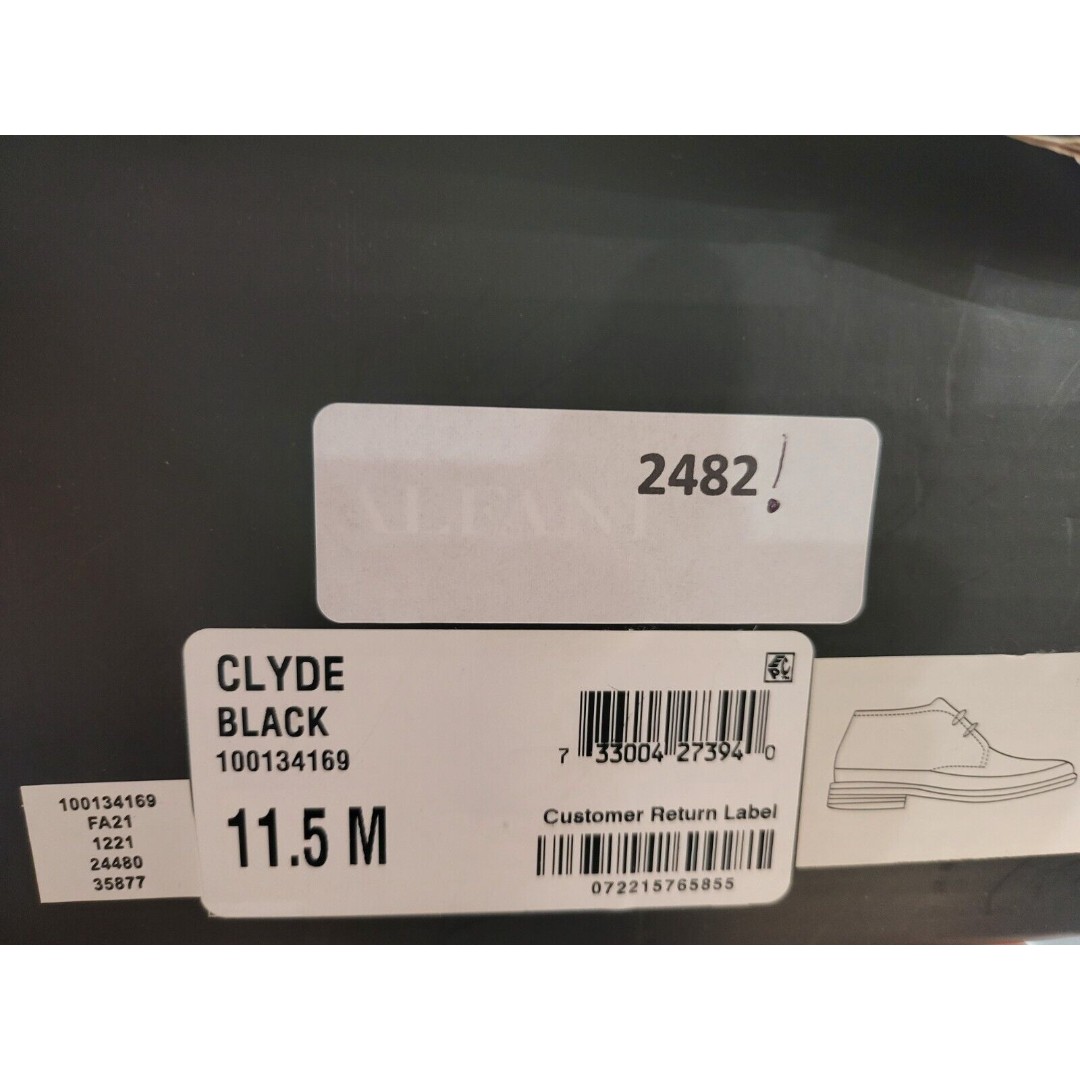 2482!
ALFANI
CLYDE
BLACK
100134169
11.5 M
7 33004 27394 0
Customer Return Label
072215765855
100134169
FA21
1221
24480
35877